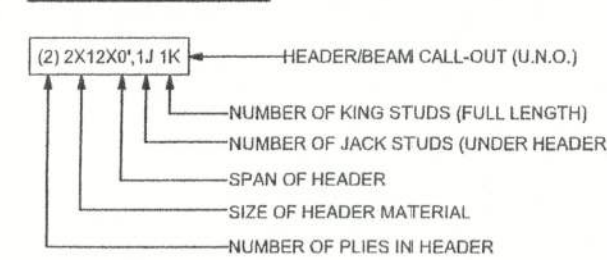 (2) 2X12X0',1J 1K HEADER/BEAM CALL-OUT (U.N.O.)
NUMBER OF KING STUDS (FULL LENGTH)
NUMBER OF JACK STUDS (UNDER HEADER
SPAN OF HEADER
SIZE OF HEADER MATERIAL
NUMBER OF PLIES IN HEADER